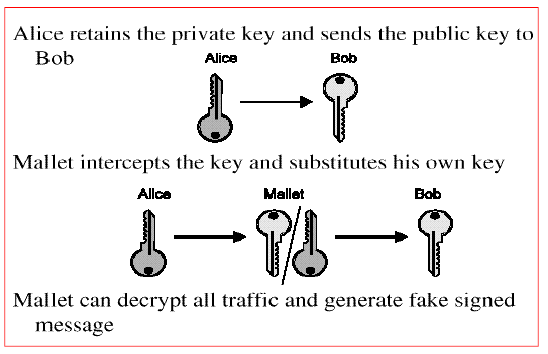 Alice retains the private key and sends the public key to
Bob
Alice Bob
Mallet intercepts the key and substitutes his own key
Alice Mallet Bob
Mallet can decrypt all traffic and generate fake signed
message